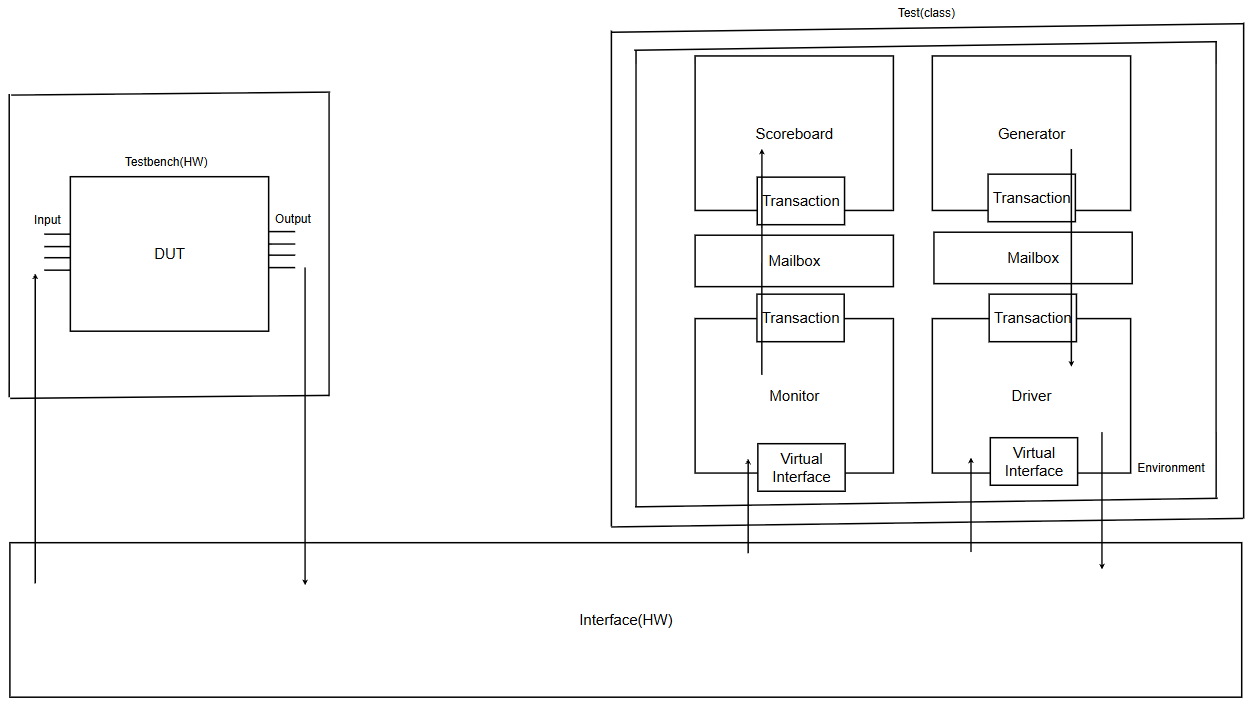 Test(class)
Testbench(HW)
Input
DUT
Output
Scoreboard
Generator
Transaction
Transaction
Mailbox
Mailbox
Transaction
Transaction
Monitor
Driver
Virtual
Interface
Virtual
Interface
Environment
Interface(HW)